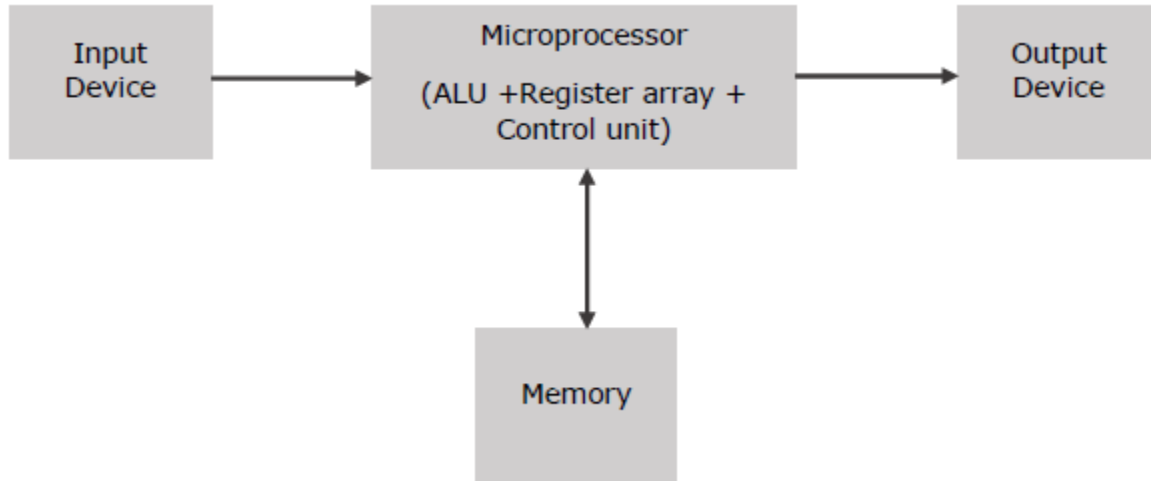 Input
Device
Microprocessor
(ALU +Register array +
Control unit)
Output
Device
Memory